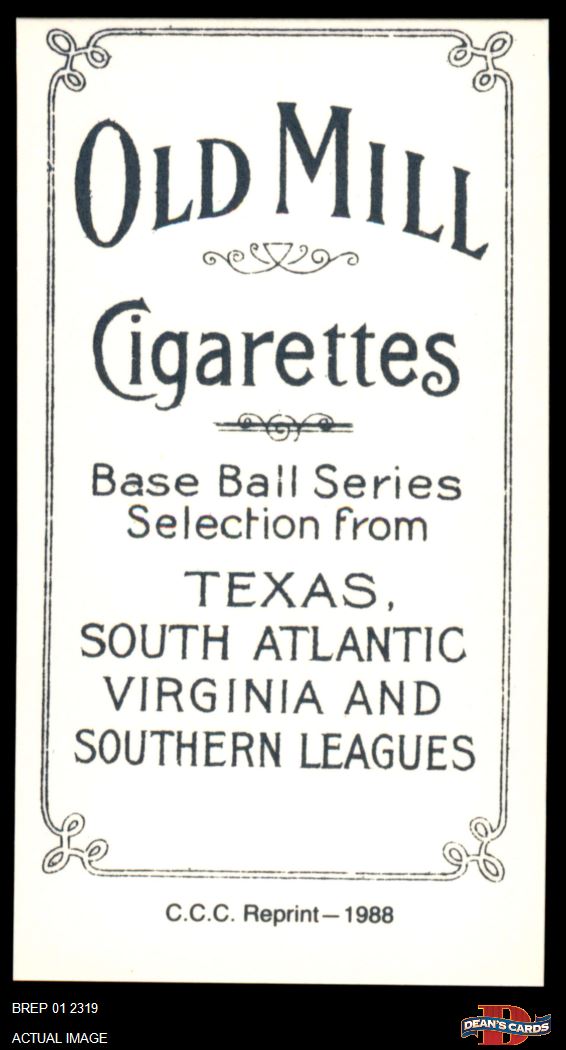 OLD MILL
Cigarettes
Base Ball Series
Selection from
TEXAS,
SOUTH ATLANTIC
VIRGINIA AND
SOUTHERN LEAGUES
C.C.C. Reprint—1988
BREP 01 2319
ACTUAL IMAGE
D
DEAN'S CARDS